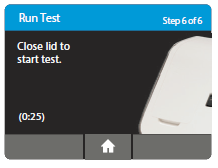 Run Test
Step 6 of 6
Close lid to
start test.
(0:25)